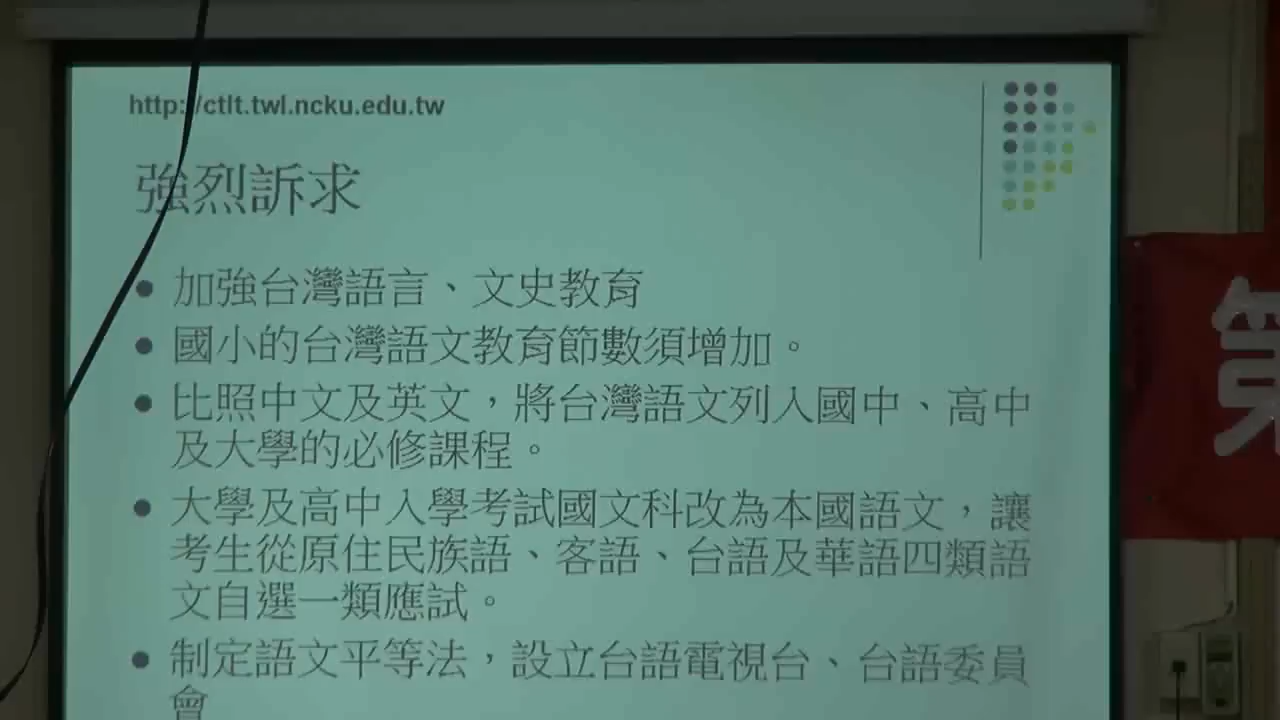 http://ctlt.twl.ncku.edu.tw
強烈訴求
加強台灣語言、文史教育
國小的台灣語文教育節數須增加。
比照中文及英文，將台灣語文列入國中、高中
及大學的必修課程。
大學及高中入學考試國文科改為本國語文，讓
考生從原住民族語、客語、台語及華語四類語
文自選一類應試。
制定語文平等法，設立台語電視台、台語委員
會
第